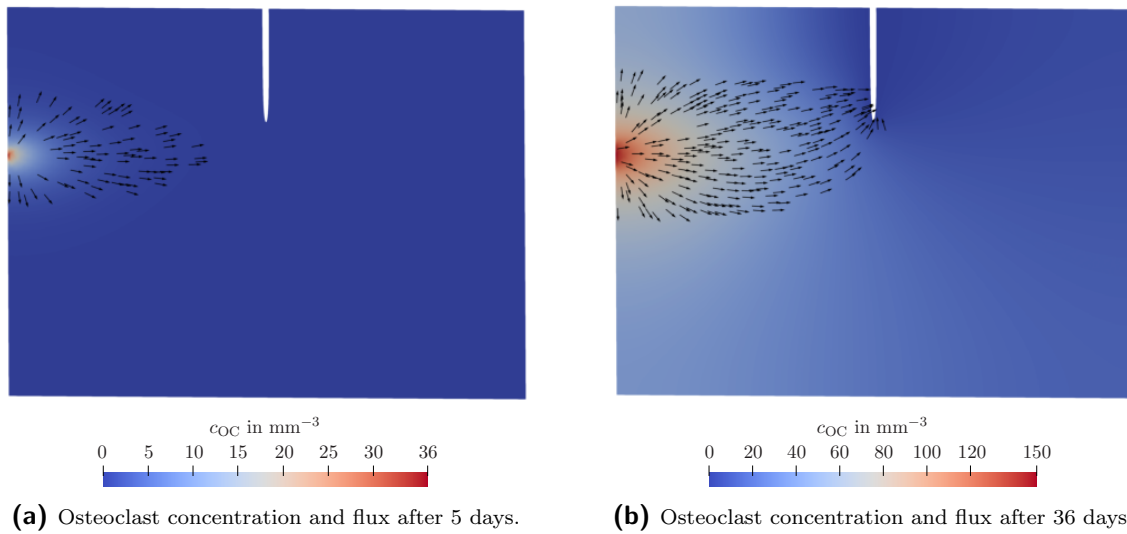 c_OC in mm⁻³
0 5 10 15 20 25 30 36
(a) Osteoclast concentration and flux after 5 days.
c_OC in mm⁻³
0 20 40 60 80 100 120 150
(b) Osteoclast concentration and flux after 36 days